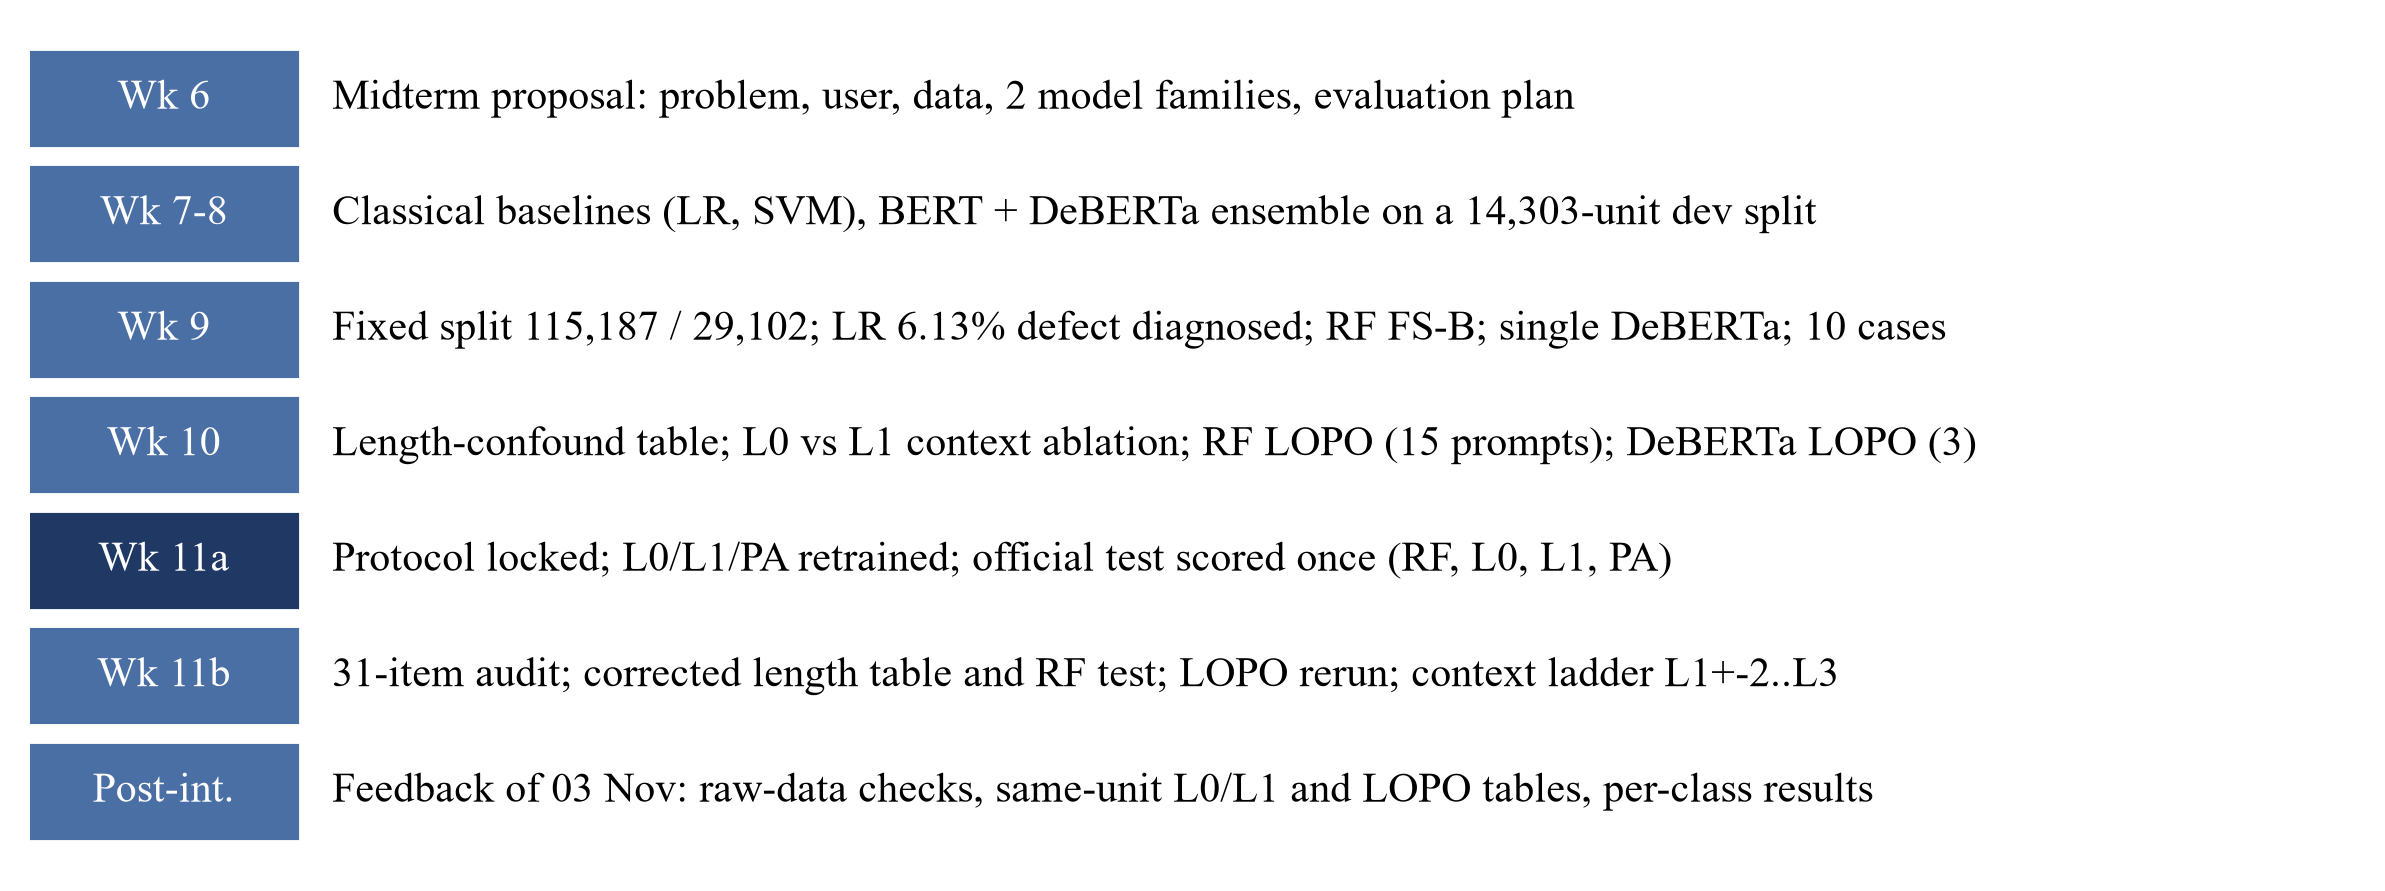 Wk 6 Midterm proposal: problem, user, data, 2 model families, evaluation plan
Wk 7-8 Classical baselines (LR, SVM), BERT + DeBERTa ensemble on a 14,303-unit dev split
Wk 9 Fixed split 115,187 / 29,102; LR 6.13% defect diagnosed; RF FS-B; single DeBERTa; 10 cases
Wk 10 Length-confound table; L0 vs L1 context ablation; RF LOPO (15 prompts); DeBERTa LOPO (3)
Wk 11a Protocol locked; L0/L1/PA retrained; official test scored once (RF, L0, L1, PA)
Wk 11b 31-item audit; corrected length table and RF test; LOPO rerun; context ladder L1+-2..L3
Post-int. Feedback of 03 Nov: raw-data checks, same-unit L0/L1 and LOPO tables, per-class results